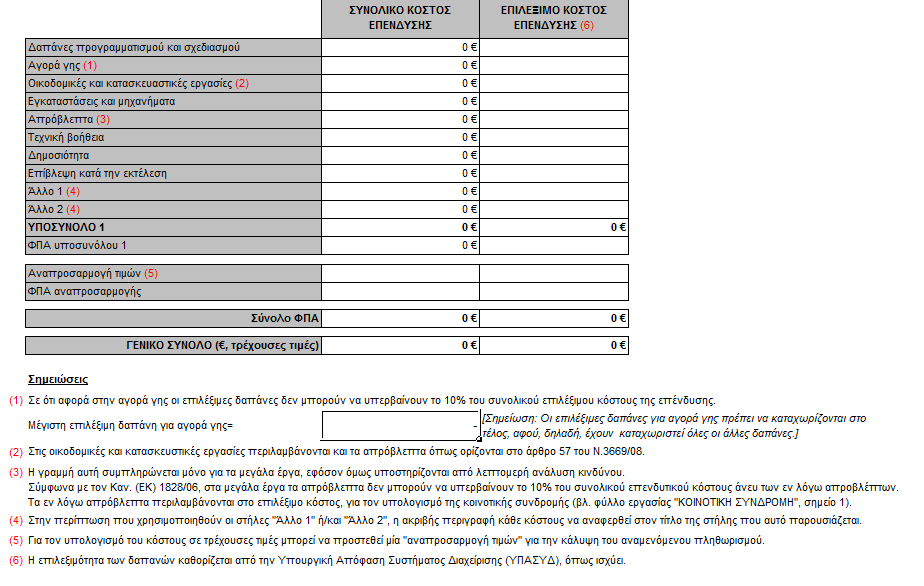 ΣΥΝΟΛΙΚΟ ΚΟΣΤΟΣ ΕΠΙΛΕΞΙΜΟ ΚΟΣΤΟΣ
ΕΠΕΝΔΥΣΗΣ ΕΠΕΝΔΥΣΗΣ (6)
Δαπάνες προγραμματισμού και σχεδιασμού 0 €
Αγορά γης (1) 0 €
Οικοδομικές και κατασκευαστικές εργασίες (2) 0 €
Εγκαταστάσεις και μηχανήματα 0 €
Απρόβλεπτα (3) 0 €
Τεχνική βοήθεια 0 €
Δημοσιότητα 0 €
Επίβλεψη κατά την εκτέλεση 0 €
Άλλο 1 (4) 0 €
Άλλο 2 (4) 0 €
ΥΠΟΣΥΝΟΛΟ 1 0 € 0 €
ΦΠΑ υποσυνόλου 1 0 €
Αναπροσαρμογή τιμών (5)
ΦΠΑ αναπροσαρμογής
Σύνολο ΦΠΑ 0 € 0 €
ΓΕΝΙΚΟ ΣΥΝΟΛΟ (€, τρέχουσες τιμές) 0 € 0 €
Σημειώσεις
(1) Σε ότι αφορά στην αγορά γης οι επιλέξιμες δαπάνες δεν μπορούν να υπερβαίνουν το 10% του συνολικού επιλέξιμου κόστους της επένδυσης.
Μέγιστη επιλέξιμη δαπάνη για αγορά γης= - [Σημείωση: Οι επιλέξιμες δαπάνες για αγορά γης πρέπει να καταχωρίζονται στο
τέλος, αφού, δηλαδή, έχουν καταχωριστεί όλες οι άλλες δαπάνες.]
(2) Στις οικοδομικές και κατασκευαστικές εργασίες περιλαμβάνονται και τα απρόβλεπτα όπως ορίζονται στο άρθρο 57 του Ν.3669/08.
(3) Η γραμμή αυτή συμπληρώνεται μόνο για τα μεγάλα έργα, εφόσον όμως υποστηρίζονται από λεπτομερή ανάλυση κινδύνου.
Σύμφωνα με τον Καν. (ΕΚ) 1828/06, στα μεγάλα έργα τα απρόβλεπτα δεν μπορούν να υπερβαίνουν το 10% του συνολικού επενδυτικού κόστους άνευ των εν λόγω απροβλέπτων.
Τα εν λόγω απρόβλεπτα περιλαμβάνονται στο επιλέξιμο κόστος, για τον υπολογισμό της κοινοτικής συνδρομής (βλ. φύλλο εργασίας "ΚΟΙΝΟΤΙΚΗ ΣΥΝΔΡΟΜΗ", σημείο 1).
(4) Στην περίπτωση που χρησιμοποιηθούν οι στήλες "Άλλο 1" ή/και "Άλλο 2", η ακριβής περιγραφή κάθε κόστους να αναφερθεί στον τίτλο της στήλης που αυτό παρουσιάζεται.
(5) Για τον υπολογισμό του κόστους σε τρέχουσες τιμές μπορεί να προστεθεί μία "αναπροσαρμογή τιμών" για την κάλυψη του αναμενόμενου πληθωρισμού.
(6) Η επιλεξιμότητα των δαπανών καθορίζεται από την Υπουργική Απόφαση Συστήματος Διαχείρισης (ΥΠΑΣΥΔ), όπως ισχύει.